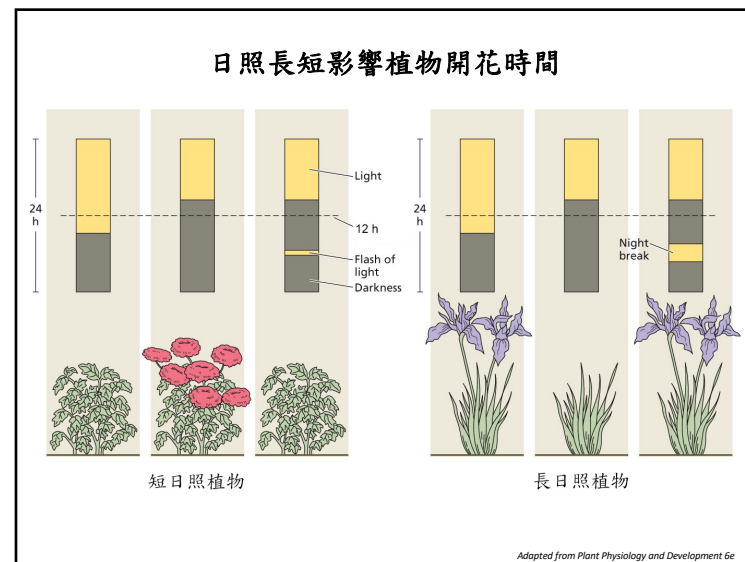 日照長短影響植物開花時間
24
h
Light
12 h
Flash of
light
Darkness
短日照植物
24
h
Night
break
長日照植物
Adapted from Plant Physiology and Development 6e